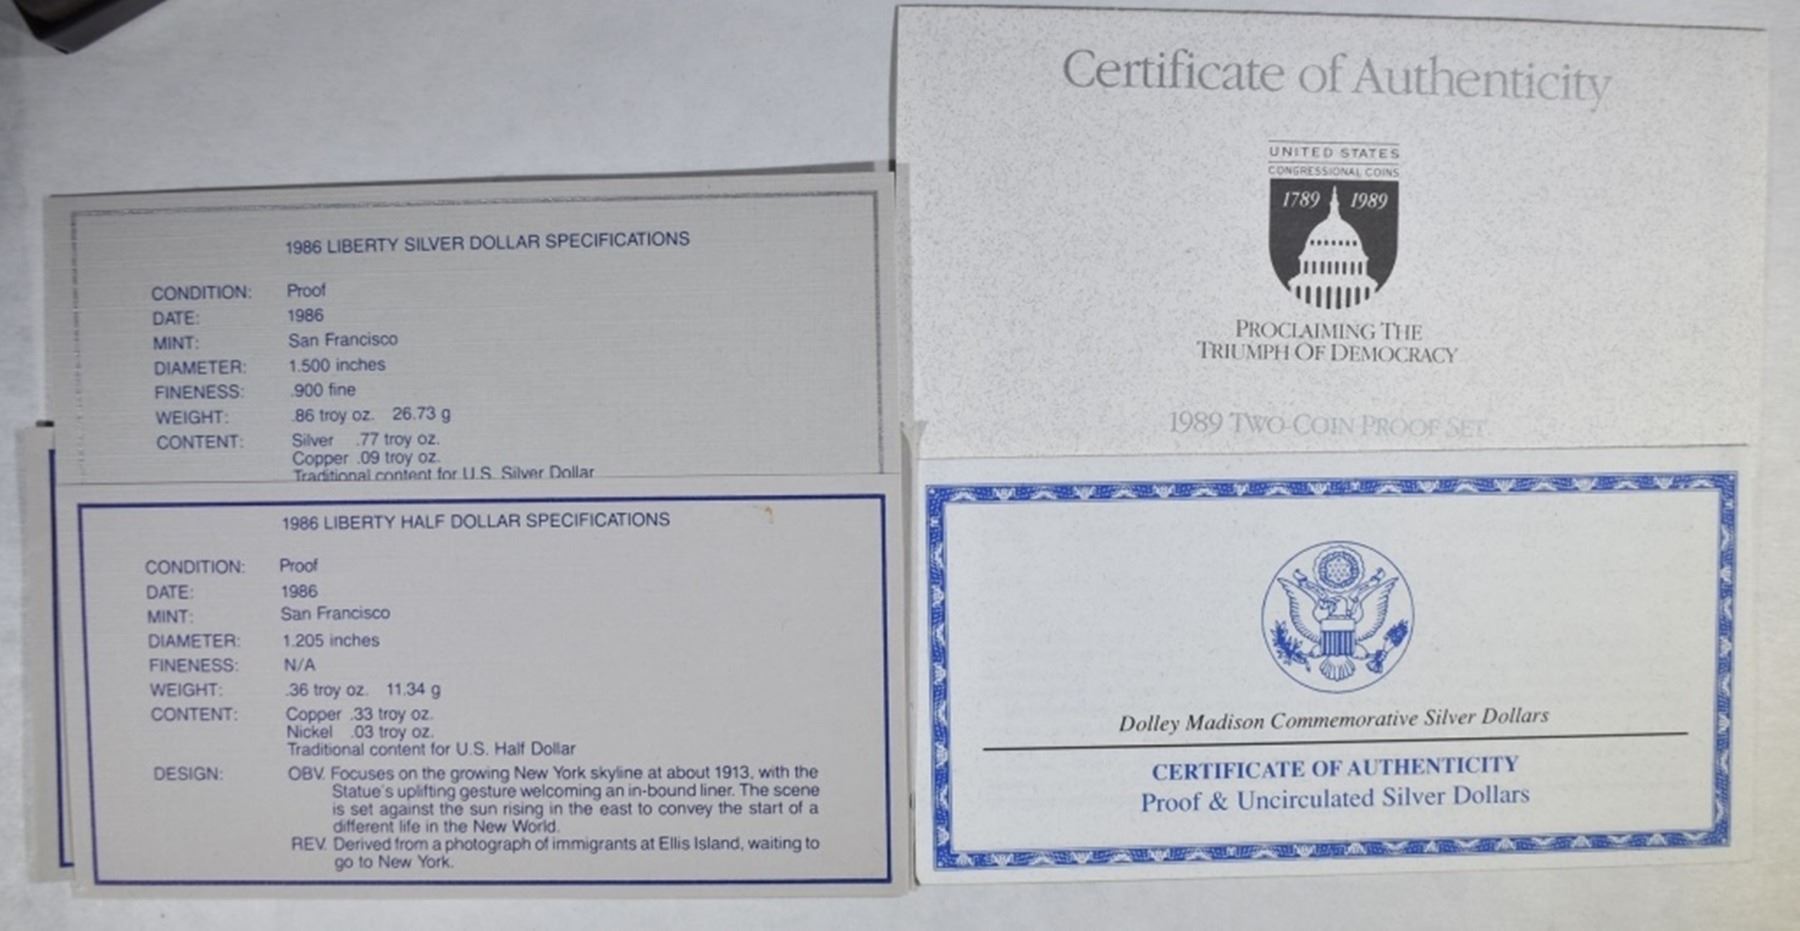 1986 LIBERTY SILVER DOLLAR SPECIFICATIONS
CONDITION: Proof
DATE: 1986
MINT: San Francisco
DIAMETER: 1.500 inches
FINENESS: .900 fine
WEIGHT: .86 troy oz. 26.73 g
CONTENT: Silver .77 troy oz.
Copper .09 troy oz.
Traditional content for U.S. Silver Dollar
1986 LIBERTY HALF DOLLAR SPECIFICATIONS
CONDITION: Proof
DATE: 1986
MINT: San Francisco
DIAMETER: 1.205 inches
FINENESS: N/A
WEIGHT: .36 troy oz. 11.34 g
CONTENT: Copper .33 troy oz.
Nickel .03 troy oz.
Traditional content for U.S. Half Dollar
DESIGN: OBV. Focuses on the growing New York skyline at about 1913, with the
Statue's uplifting gesture welcoming an in-bound liner. The scene
is set against the sun rising in the east to convey the start of a
different life in the New World.
REV. Derived from a photograph of immigrants at Ellis Island, waiting to
go to New York.
Certificate of Authenticity
UNITED STATES
CONGRESSIONAL COINS
1789 1989
PROCLAIMING THE
TRIUMPH OF DEMOCRACY
1989 TWO-COIN PROOF SET
Dolley Madison Commemorative Silver Dollars
CERTIFICATE OF AUTHENTICITY
Proof & Uncirculated Silver Dollars